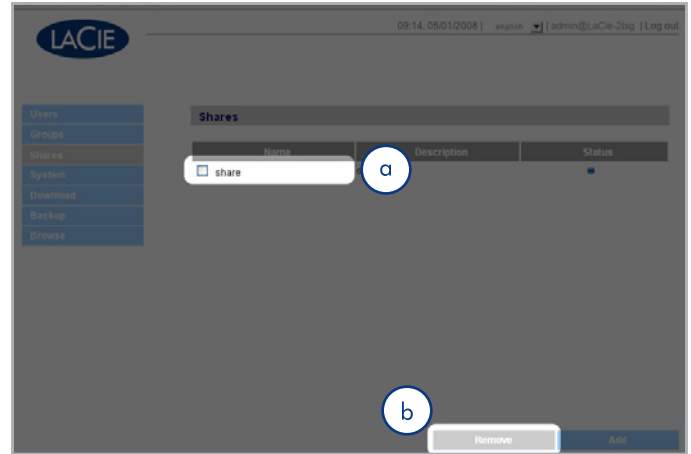 LACIE
09:14, 05/01/2008 | english | admin@LaCie-2big | Log out
Users
Groups
Shares
System
Download
Backup
Browse
Shares
Name Description Status
share
a
b
Remove Add